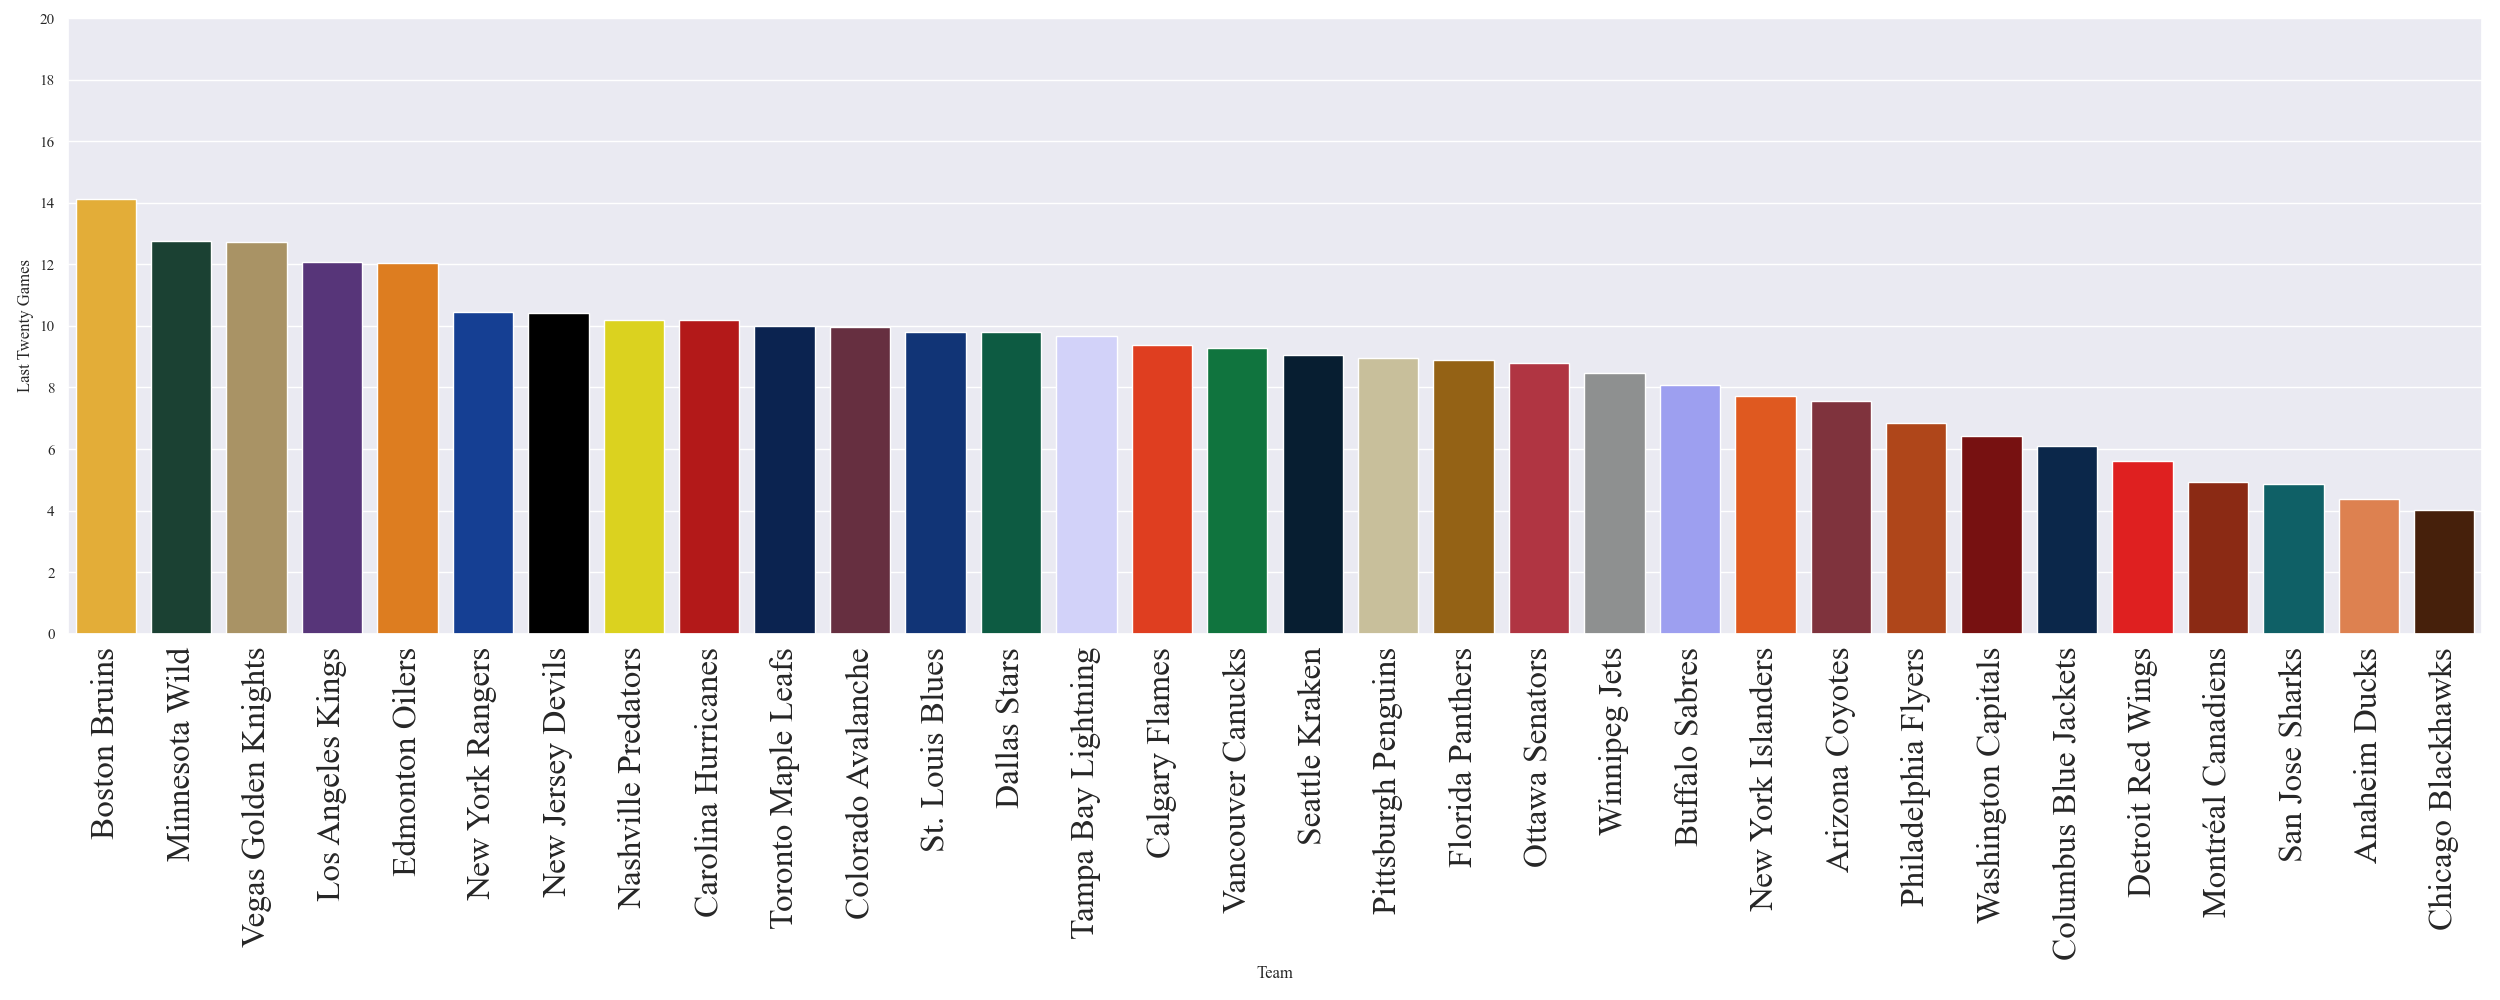 20
18
16
14
12
10
8
6
4
2
0
Last Twenty Games
Boston Bruins
Minnesota Wild
Vegas Golden Knights
Los Angeles Kings
Edmonton Oilers
New York Rangers
New Jersey Devils
Nashville Predators
Carolina Hurricanes
Toronto Maple Leafs
Colorado Avalanche
St. Louis Blues
Dallas Stars
Tampa Bay Lightning
Calgary Flames
Vancouver Canucks
Seattle Kraken
Pittsburgh Penguins
Florida Panthers
Ottawa Senators
Winnipeg Jets
Buffalo Sabres
New York Islanders
Arizona Coyotes
Philadelphia Flyers
Washington Capitals
Columbus Blue Jackets
Detroit Red Wings
Montréal Canadiens
San Jose Sharks
Anaheim Ducks
Chicago Blackhawks
Team